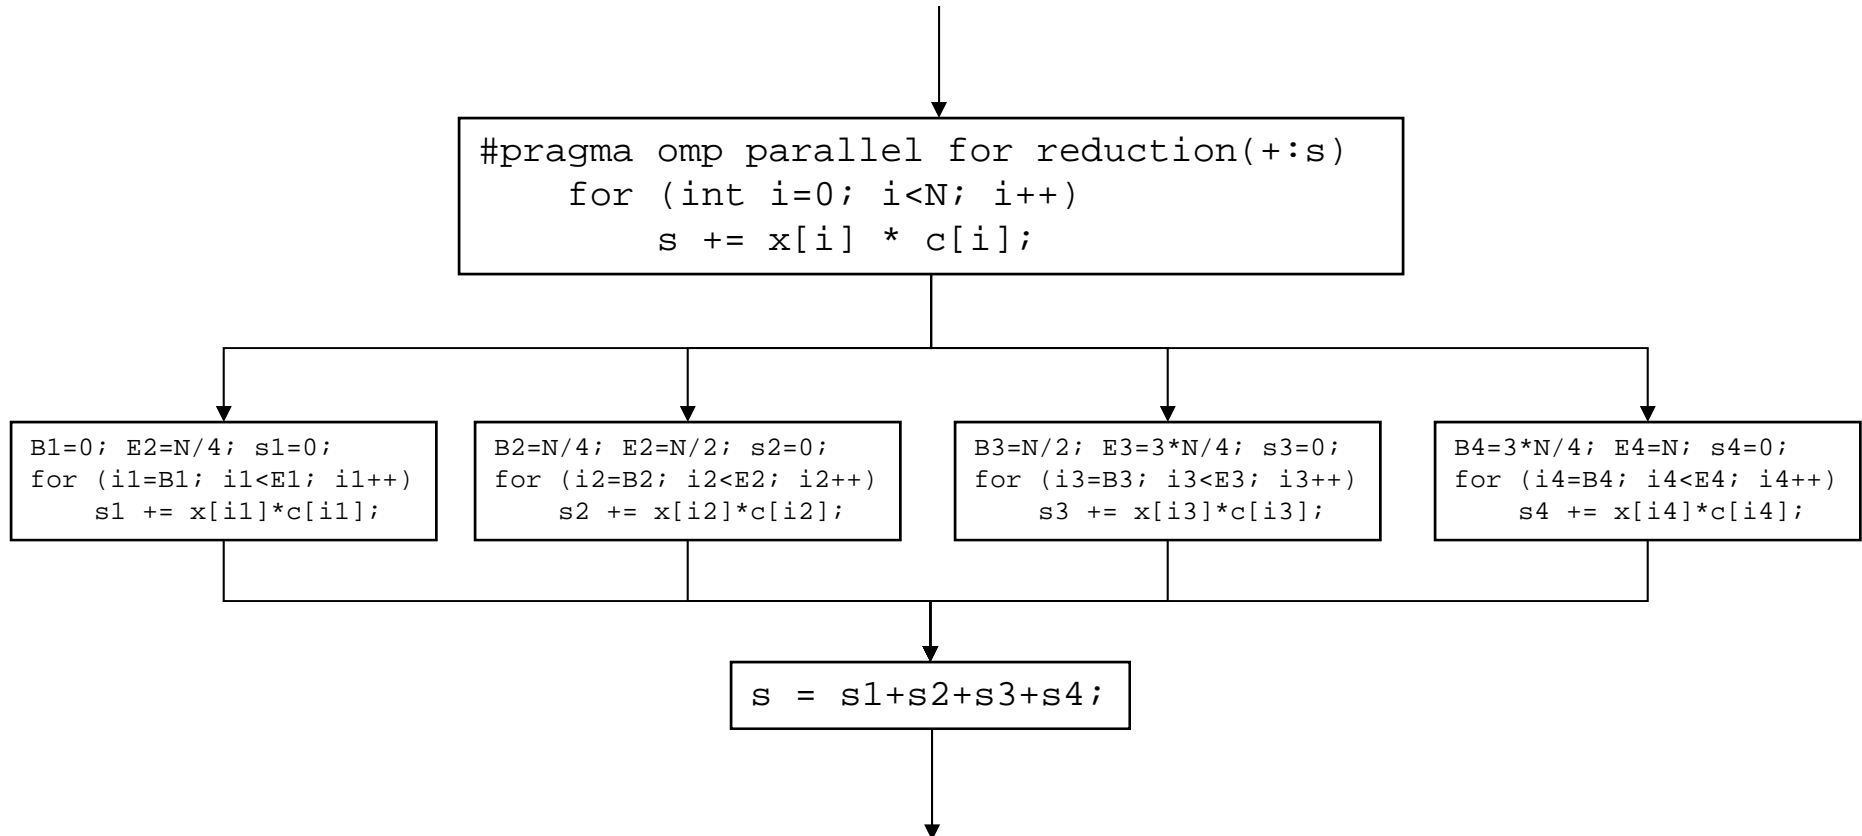 #pragma omp parallel for reduction(+:s)
for (int i=0; i<N; i++)
s += x[i] * c[i];
B1=0; E2=N/4; s1=0;
for (i1=B1; i1<E1; i1++)
s1 += x[i1]*c[i1];
B2=N/4; E2=N/2; s2=0;
for (i2=B2; i2<E2; i2++)
s2 += x[i2]*c[i2];
B3=N/2; E3=3*N/4; s3=0;
for (i3=B3; i3<E3; i3++)
s3 += x[i3]*c[i3];
B4=3*N/4; E4=N; s4=0;
for (i4=B4; i4<E4; i4++)
s4 += x[i4]*c[i4];
s = s1+s2+s3+s4;